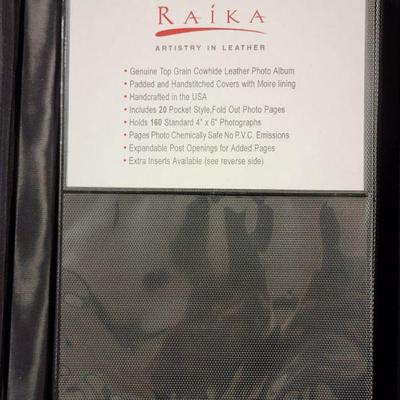 RAIKA
ARTISTRY IN LEATHER
• Genuine Top Grain Cowhide Leather Photo Album
• Padded and Handstitched Covers with Moire lining
• Handcrafted in the USA
• Includes 20 Pocket Style,Fold Out Photo Pages
• Holds 160 Standard 4" x 6" Photographs
• Pages Photo Chemically Safe No P.V.C. Emissions
• Expandable Post Openings for Added Pages
• Extra Inserts Available (see reverse side)